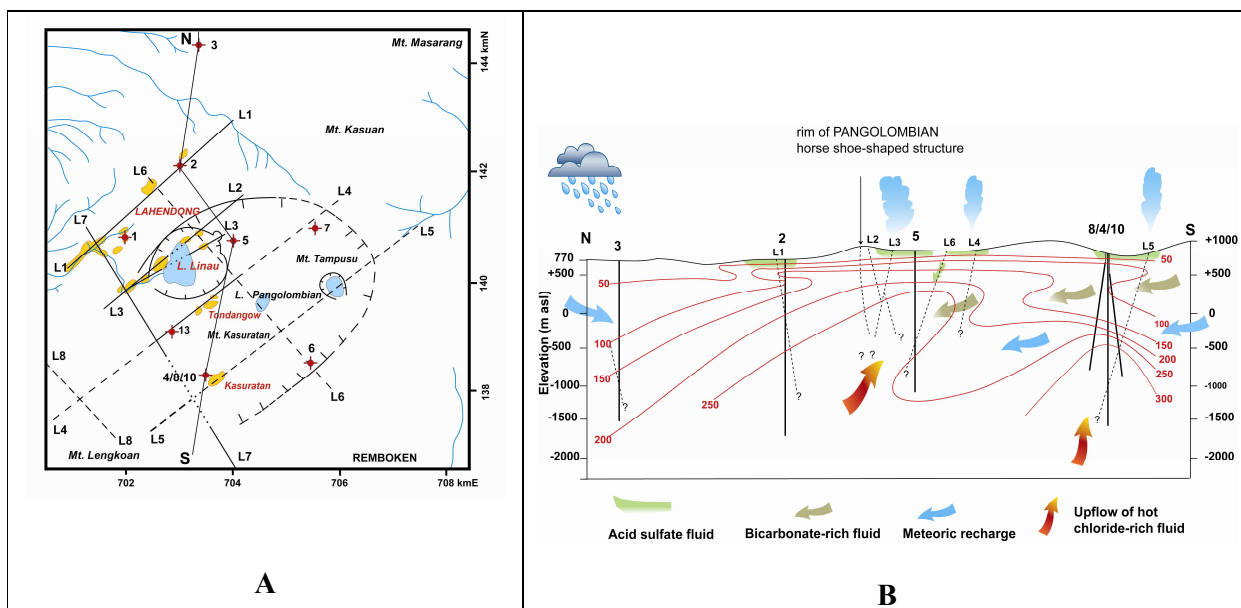 N
3
Mt. Masarang
144 kmN
L1
Mt. Kasuan
2
142
L6
L2
L4
LAHENDONG
L7
1
L3
5
7
L5
L. Linau
Mt. Tampusu
L1
140
L. Pangolombian
L3
Tondangow
13
Mt. Kasuratan
6
L8
Kasuratan
138
L6
L4
L8
L5
Mt. Lengkoan
S
L7
REMBOKEN
702
704
706
708 kmE
A
rim of PANGOLOMBIAN
horse shoe-shaped structure
N
3
2
L1
L2
L3
5
L6
L4
8/4/10
L5
S
770
+500
0
-500
-1000
-1500
-2000
Elevation (m asl)
+1000
+500
0
-500
-1000
-1500
-2000
50
100
150
200
250
50
100
150
200
250
300
?
?
?
?
?
?
?
?
?
Acid sulfate fluid
Bicarbonate-rich fluid
Meteoric recharge
Upflow of hot
chloride-rich fluid
B